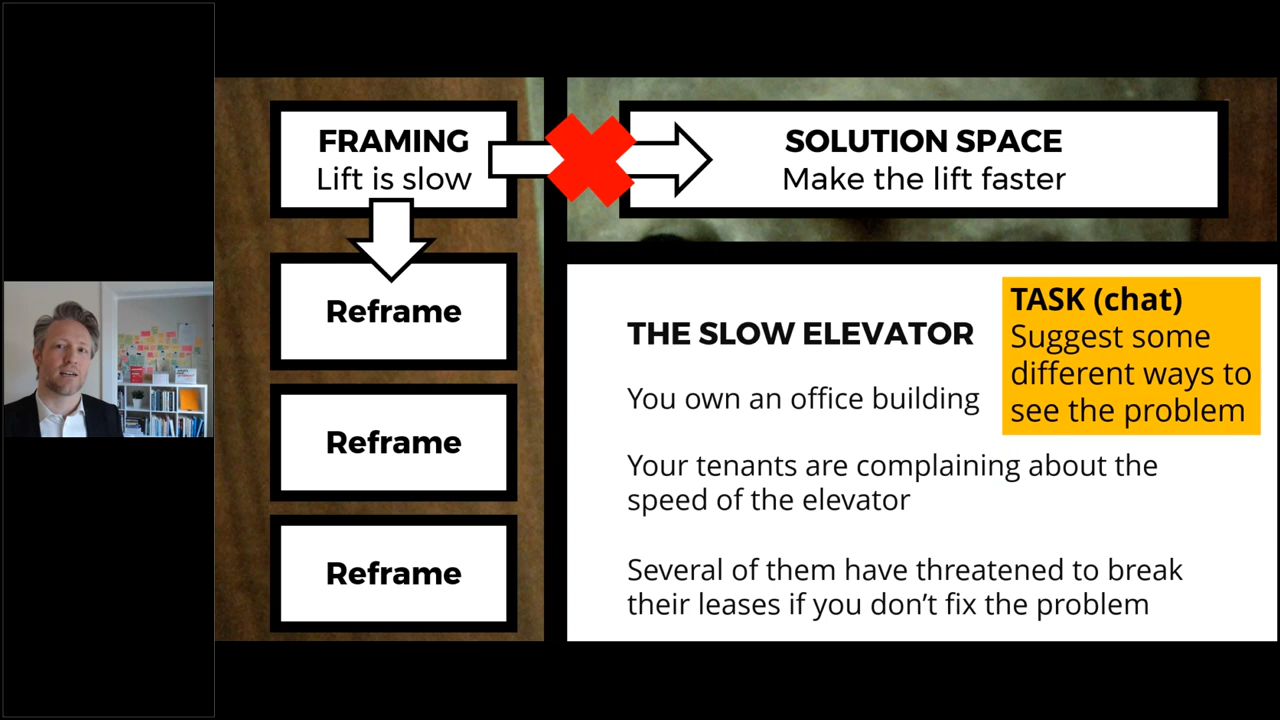 FRAMING
Lift is slow
SOLUTION SPACE
Make the lift faster
Reframe
Reframe
Reframe
THE SLOW ELEVATOR
You own an office building
Your tenants are complaining about the
speed of the elevator
Several of them have threatened to break
their leases if you don’t fix the problem
TASK (chat)
Suggest some
different ways to
see the problem